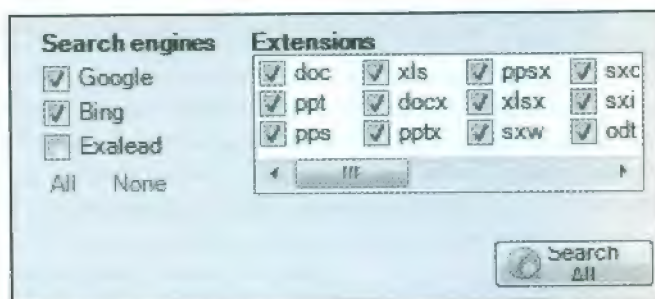 Search engines
Extensions
Google
Bing
Exalead
All None
doc xls ppsx sxc
ppt docx xlsx sxi
pps pptx sxw odt
Search
All